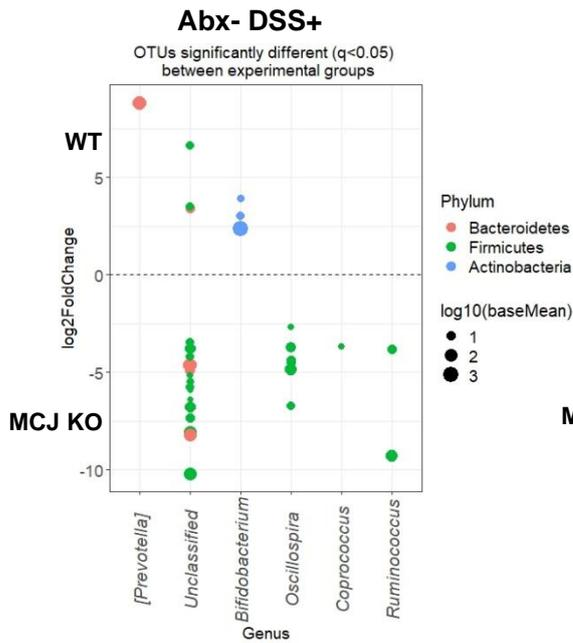 Abx- DSS+
OTUs significantly different (q<0.05)
between experimental groups
WT
MCJ KO
log2FoldChange
5
0
-5
-10
[Prevotella]
Unclassified
Bifidobacterium
Oscillospira
Coprococcus
Ruminococcus
Genus
Phylum
Bacteroidetes
Firmicutes
Actinobacteria
log10(baseMean)
1
2
3
M